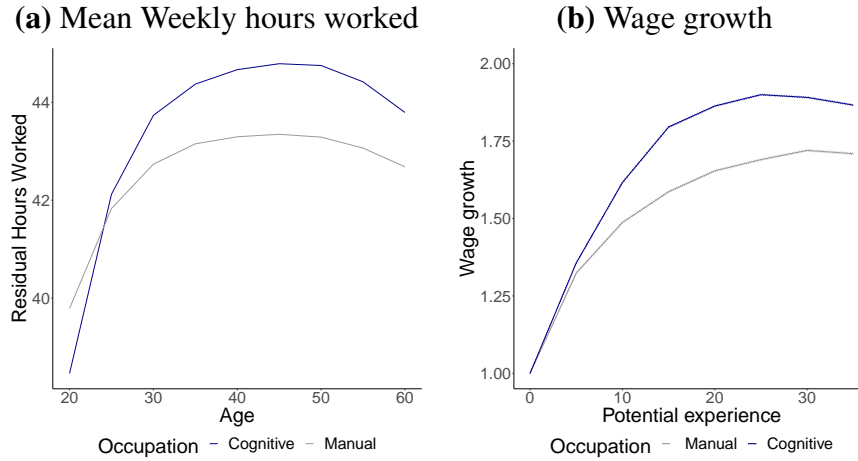 (a) Mean Weekly hours worked
Residual Hours Worked
44
42
40
20 30 40 50 60
Age
Occupation Cognitive Manual
(b) Wage growth
Wage growth
2.00
1.75
1.50
1.25
1.00
0 10 20 30
Potential experience
Occupation Manual Cognitive